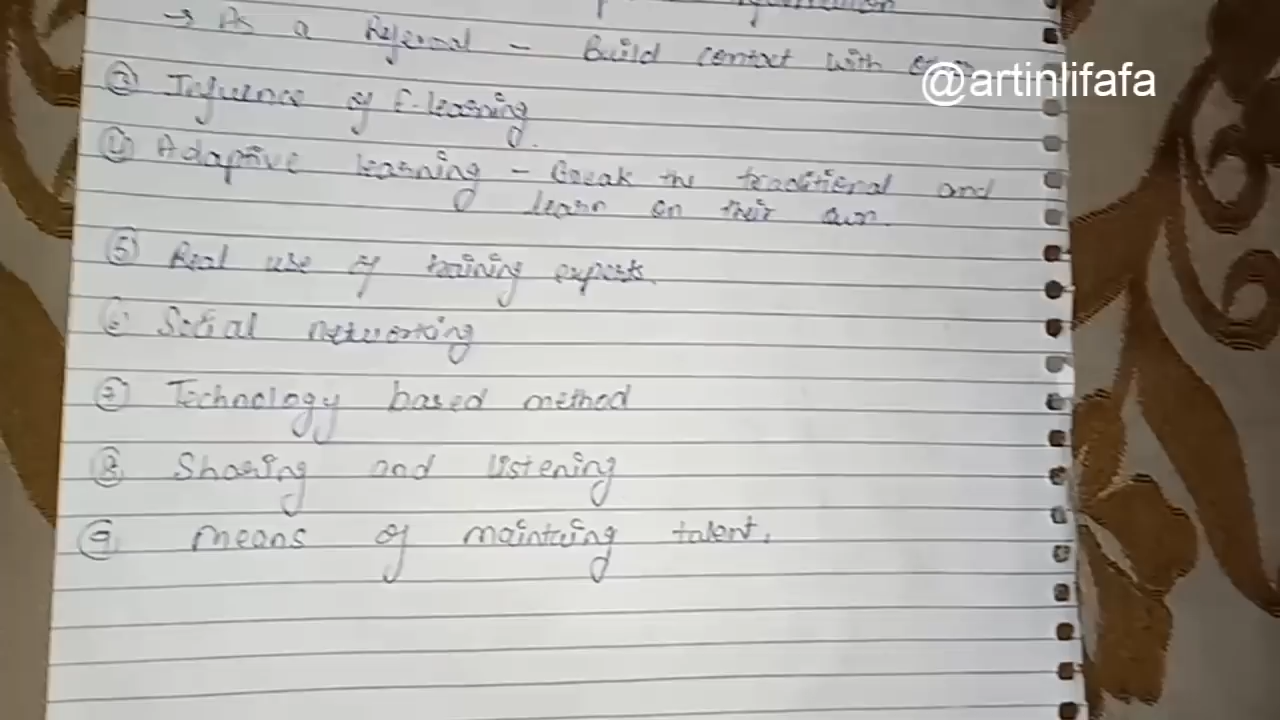 → As a Referral - Build contact with
@artinlifafa
③ Influence of E-learning.
④ Adaptive learning - Break the traditional and
learn on their own.
⑤ Real use of training experts.
⑥ Social networking
⑦ Technology based method
⑧ Sharing and listening
⑨ means of maintaing talent.